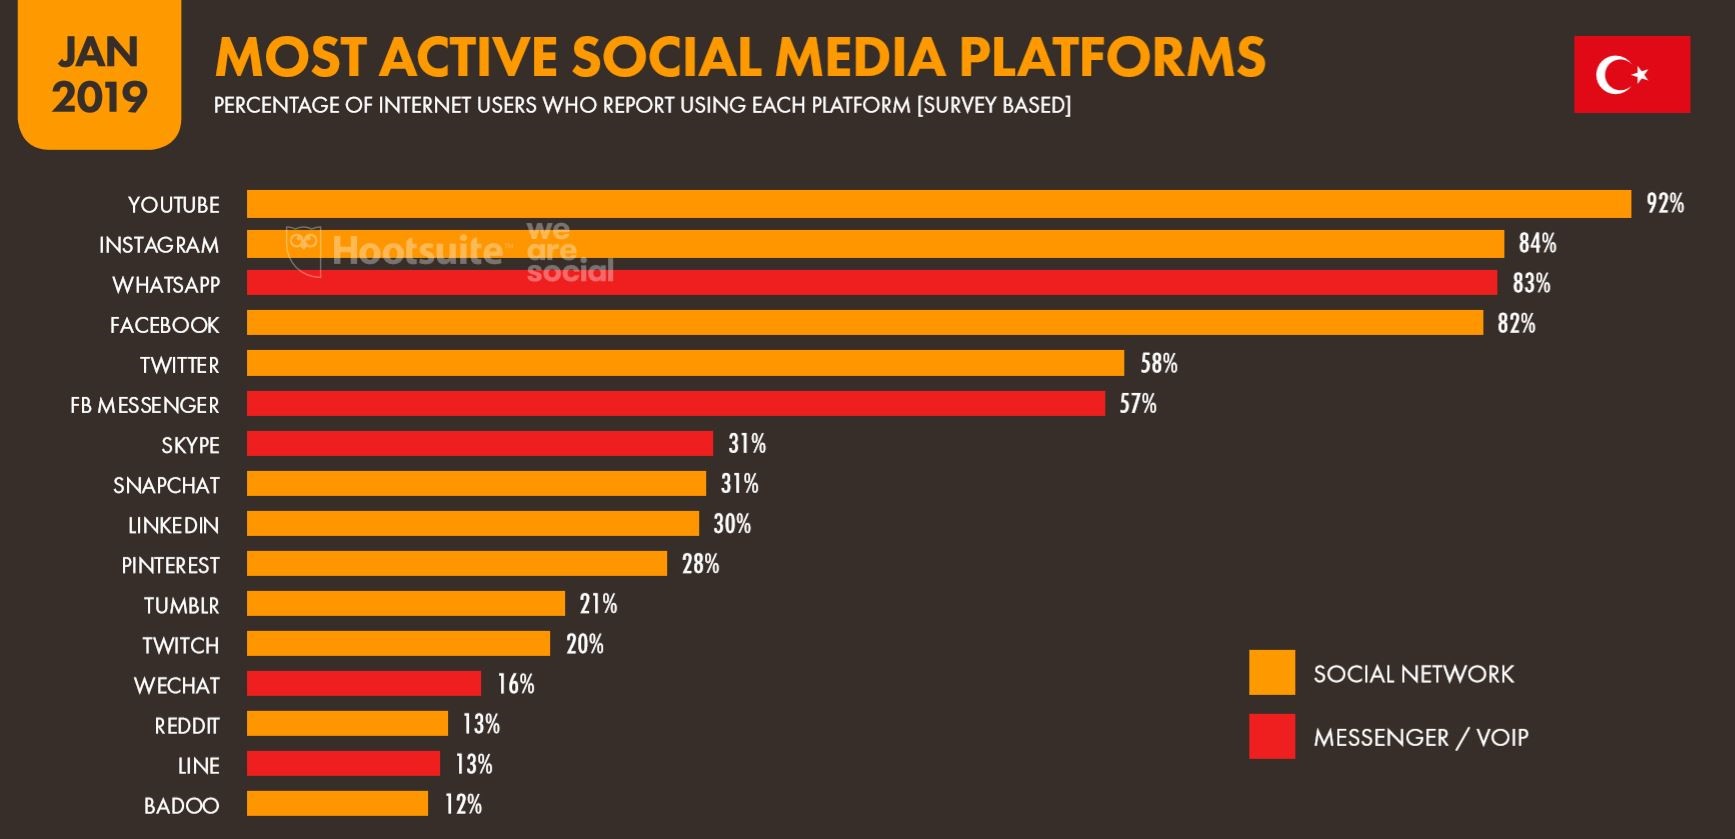 JAN
2019
MOST ACTIVE SOCIAL MEDIA PLATFORMS
PERCENTAGE OF INTERNET USERS WHO REPORT USING EACH PLATFORM [SURVEY BASED]
YOUTUBE 92%
INSTAGRAM 84%
Hootsuite™
we
are.
social
WHATSAPP 83%
FACEBOOK 82%
TWITTER 58%
FB MESSENGER 57%
SKYPE 31%
SNAPCHAT 31%
LINKEDIN 30%
PINTEREST 28%
TUMBLR 21%
TWITCH 20%
WECHAT 16%
REDDIT 13%
LINE 13%
BADOO 12%
SOCIAL NETWORK
MESSENGER / VOIP